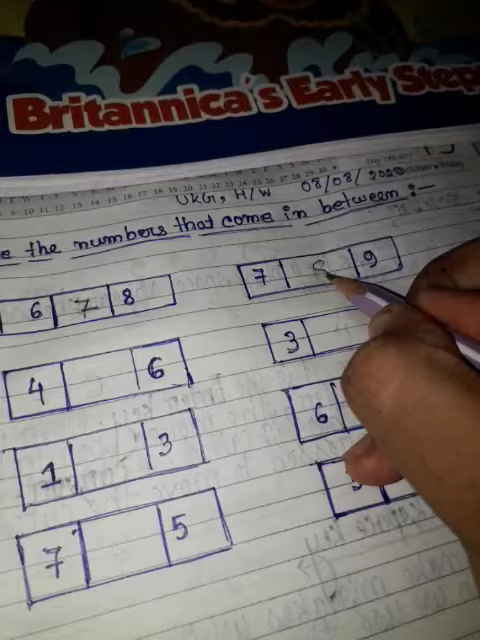 Britannica's Early Step
UKG, H/W 08/08/2020
e the numbers that come in between :-
6 7 8
7 8 9
4 6
3
1 3
6
7 5